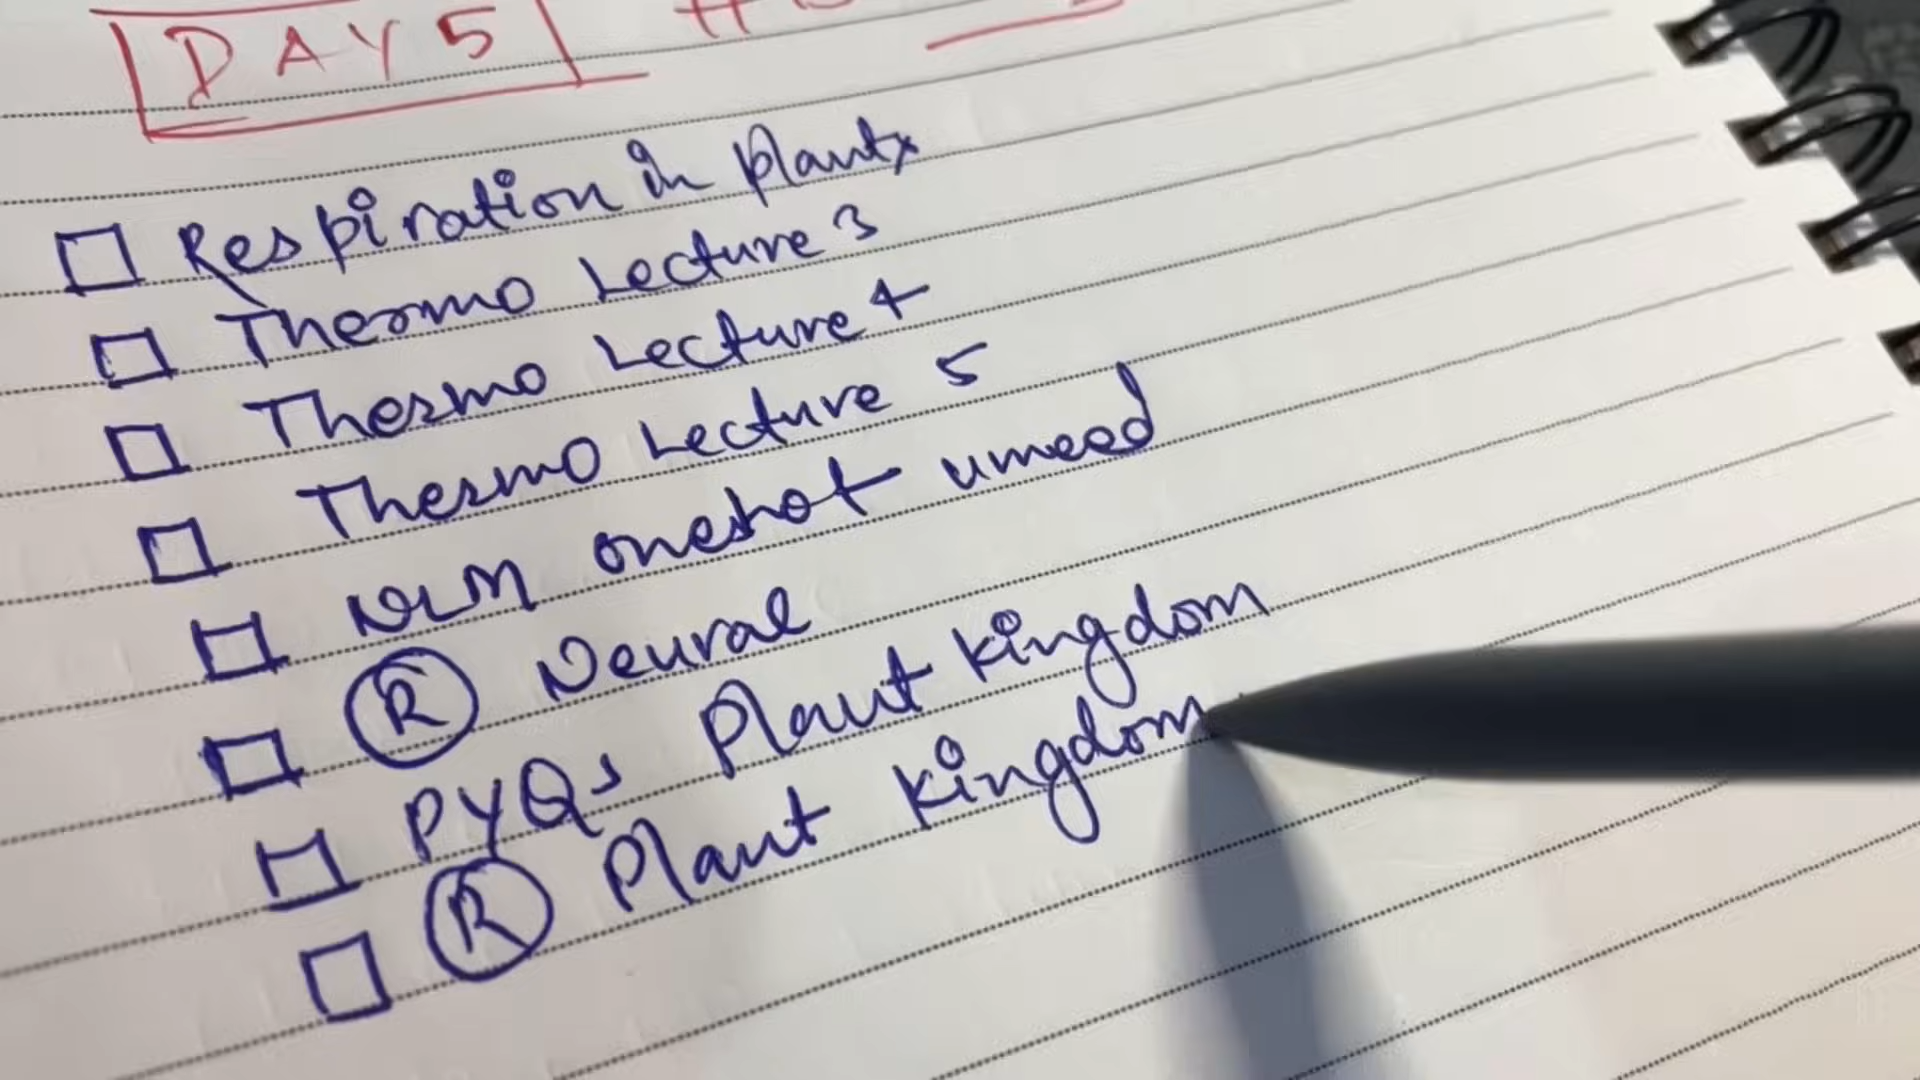 DAY 5
Respiration in plants
Thermo Lecture 3
Thermo Lecture 4
Thermo Lecture 5
NLM oneshot umeed
R Neural
PYQs Plant kingdom
R Plant kingdom